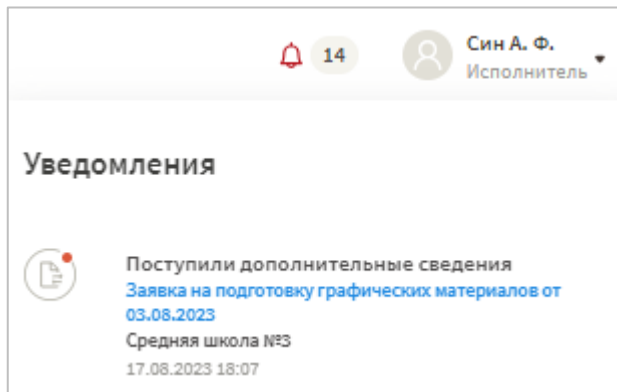 14
Син А. Ф.
Исполнитель
Уведомления
Поступили дополнительные сведения
Заявка на подготовку графических материалов от
03.08.2023
Средняя школа №3
17.08.2023 18:07